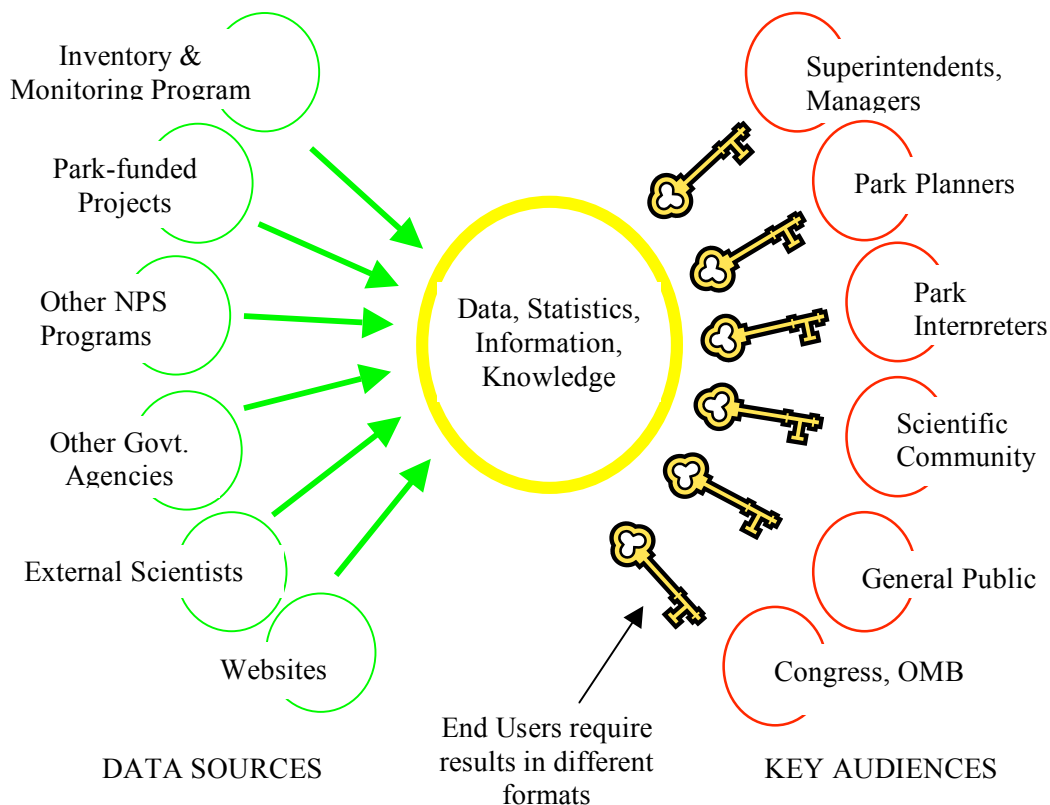 Inventory &
Monitoring Program
Park-funded
Projects
Other NPS
Programs
Other Govt.
Agencies
External Scientists
Websites
DATA SOURCES
Data, Statistics,
Information,
Knowledge
End Users require
results in different
formats
Superintendents,
Managers
Park Planners
Park
Interpreters
Scientific
Community
General Public
Congress, OMB
KEY AUDIENCES